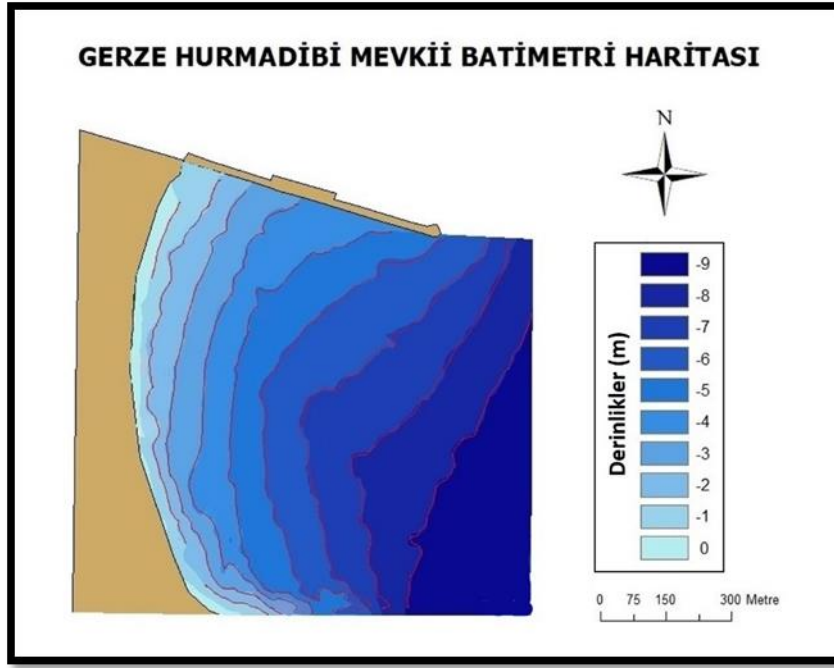 GERZE HURMADİBİ MEVKİİ BATİMETRİ HARİTASI
N
Derinlikler (m)
-9
-8
-7
-6
-5
-4
-3
-2
-1
0
0 75 150 300 Metre